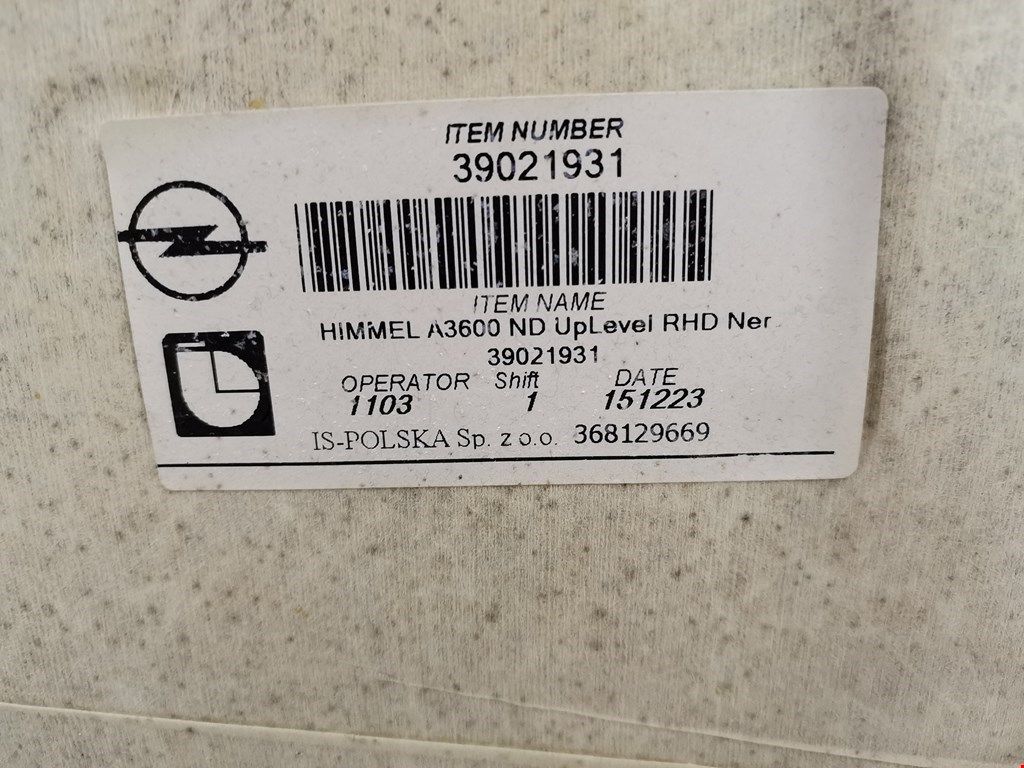 ITEM NUMBER
39021931
ITEM NAME
HIMMEL A3600 ND UpLevel RHD Ner
39021931
OPERATOR Shift DATE
1103 1 151223
IS-POLSKA Sp. z o.o. 368129669